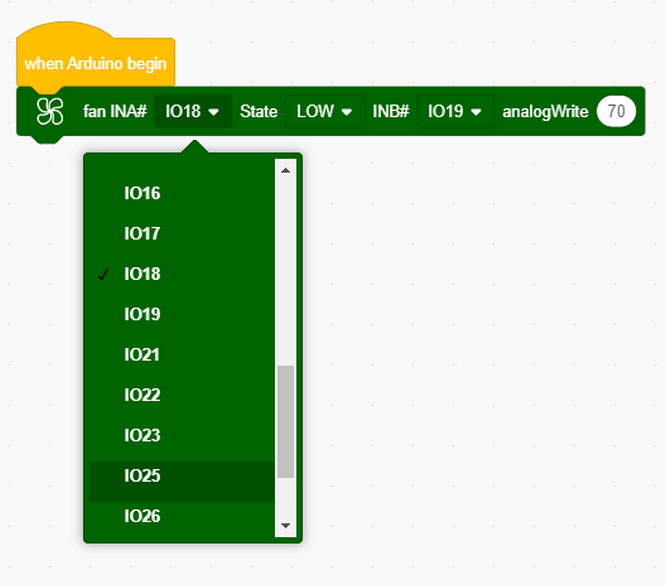 when Arduino begin
fan INA# IO18 State LOW INB# IO19 analogWrite 70
IO16
IO17
✓ IO18
IO19
IO21
IO22
IO23
IO25
IO26